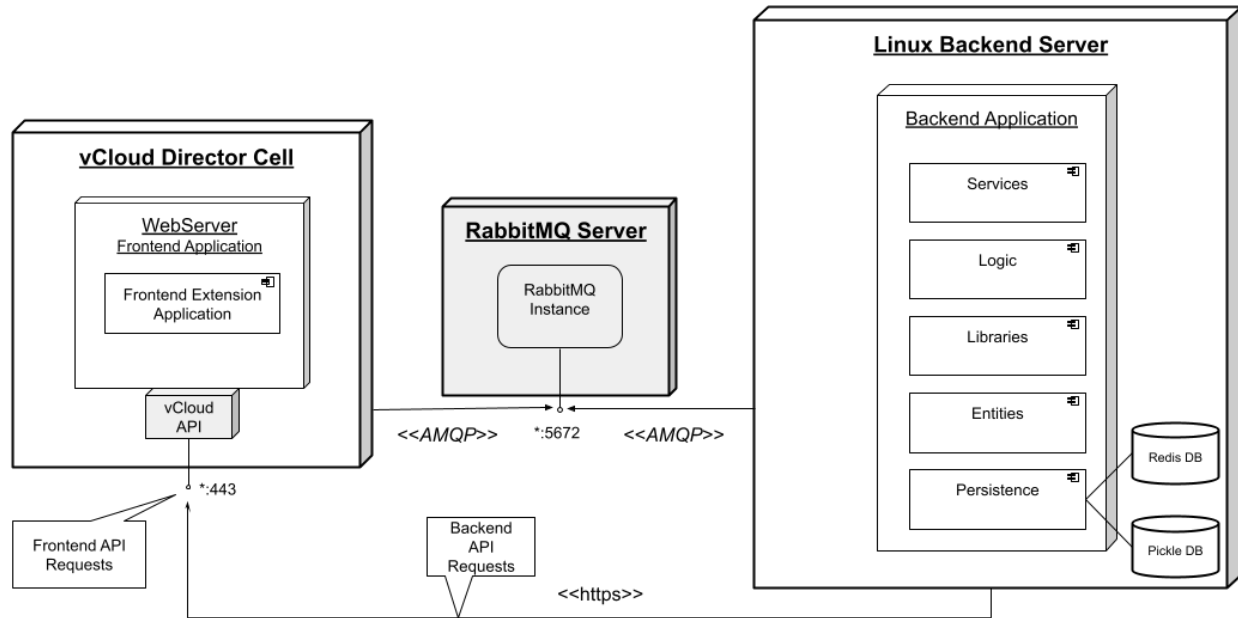 vCloud Director Cell
WebServer
Frontend Application
Frontend Extension
Application
vCloud
API
*:443
Frontend API
Requests
RabbitMQ Server
RabbitMQ
Instance
<<AMQP>>
*:5672
<<AMQP>>
Backend
API
Requests
<<https>>
Linux Backend Server
Backend Application
Services
Logic
Libraries
Entities
Persistence
Redis DB
Pickle DB